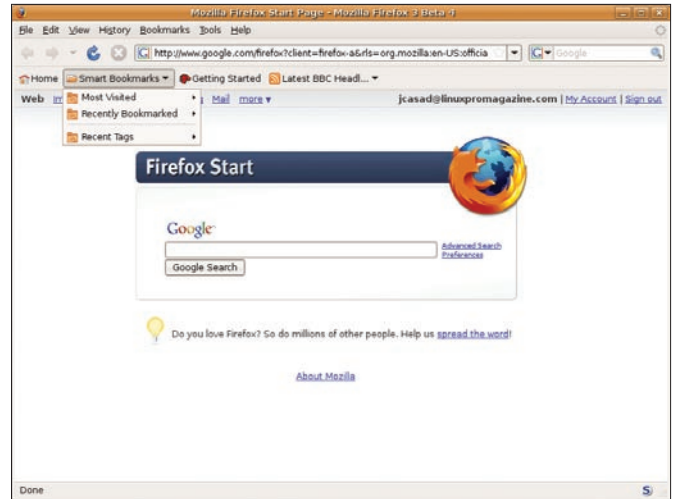 Mozilla Firefox Start Page - Mozilla Firefox 3 Beta 4
File Edit View History Bookmarks Tools Help
http://www.google.com/firefox?client=firefox-a&rls=org.mozilla:en-US:officia Google
Home Smart Bookmarks Getting Started Latest BBC Headl...
Web Mail more jcasad@linuxpromagazine.com | My Account | Sign out
Most Visited
Recently Bookmarked
Recent Tags
Firefox Start
Google
Advanced Search
Preferences
Google Search
Do you love Firefox? So do millions of other people. Help us spread the word!
About Mozilla
Done